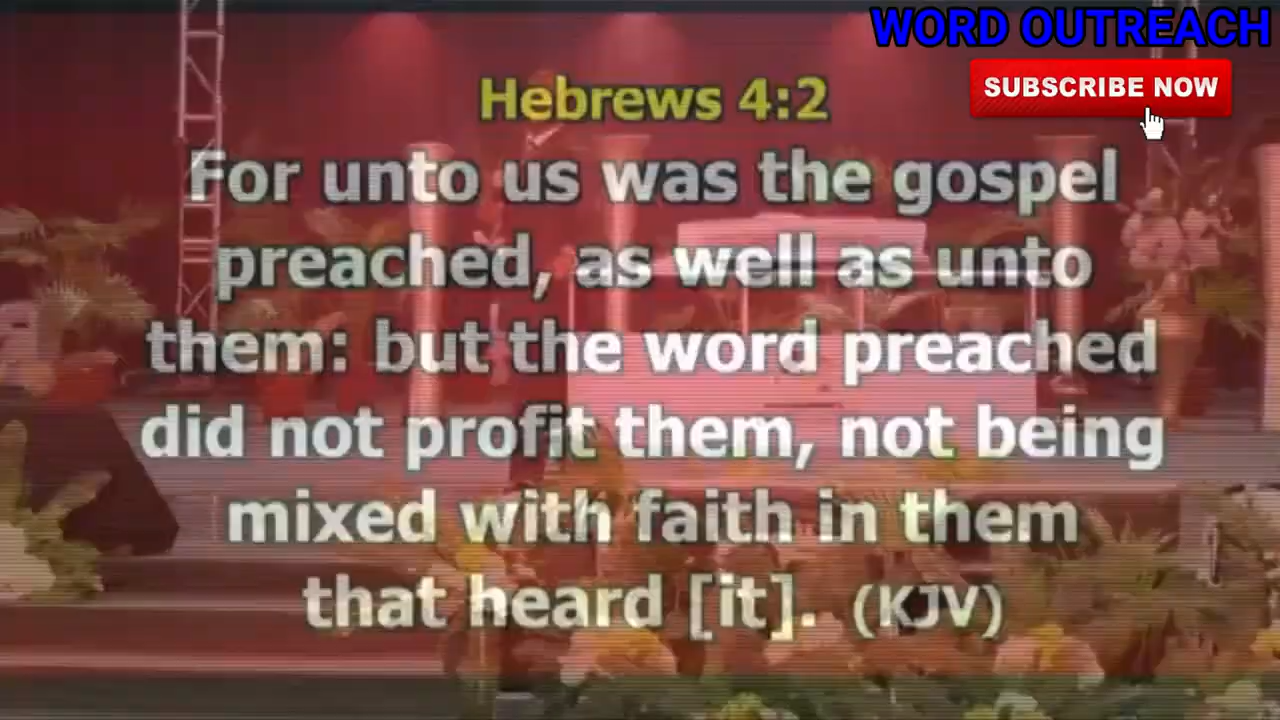 WORD OUTREACH
SUBSCRIBE NOW
Hebrews 4:2
For unto us was the gospel
preached, as well as unto
them: but the word preached
did not profit them, not being
mixed with faith in them
that heard [it]. (KJV)